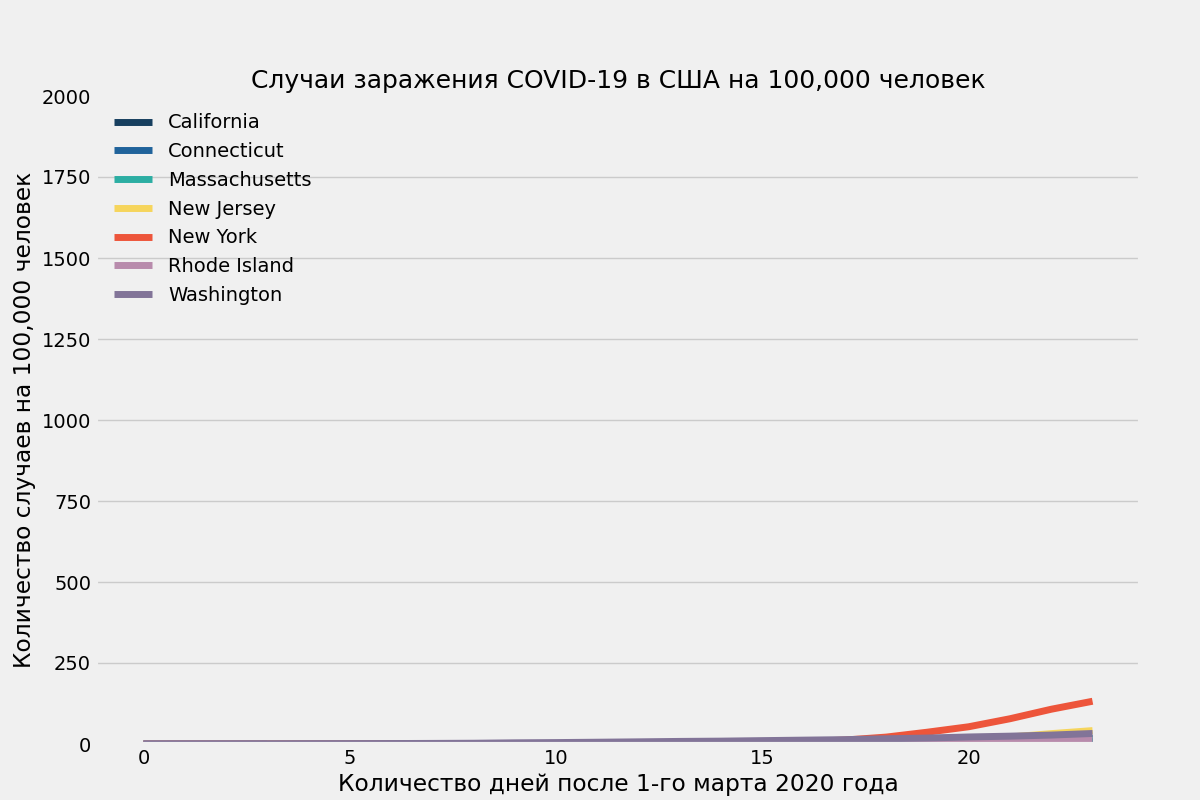 Случаи заражения COVID-19 в США на 100,000 человек
2000
1750
1500
1250
1000
750
500
250
0
Количество случаев на 100,000 человек
California
Connecticut
Massachusetts
New Jersey
New York
Rhode Island
Washington
0 5 10 15 20
Количество дней после 1-го марта 2020 года